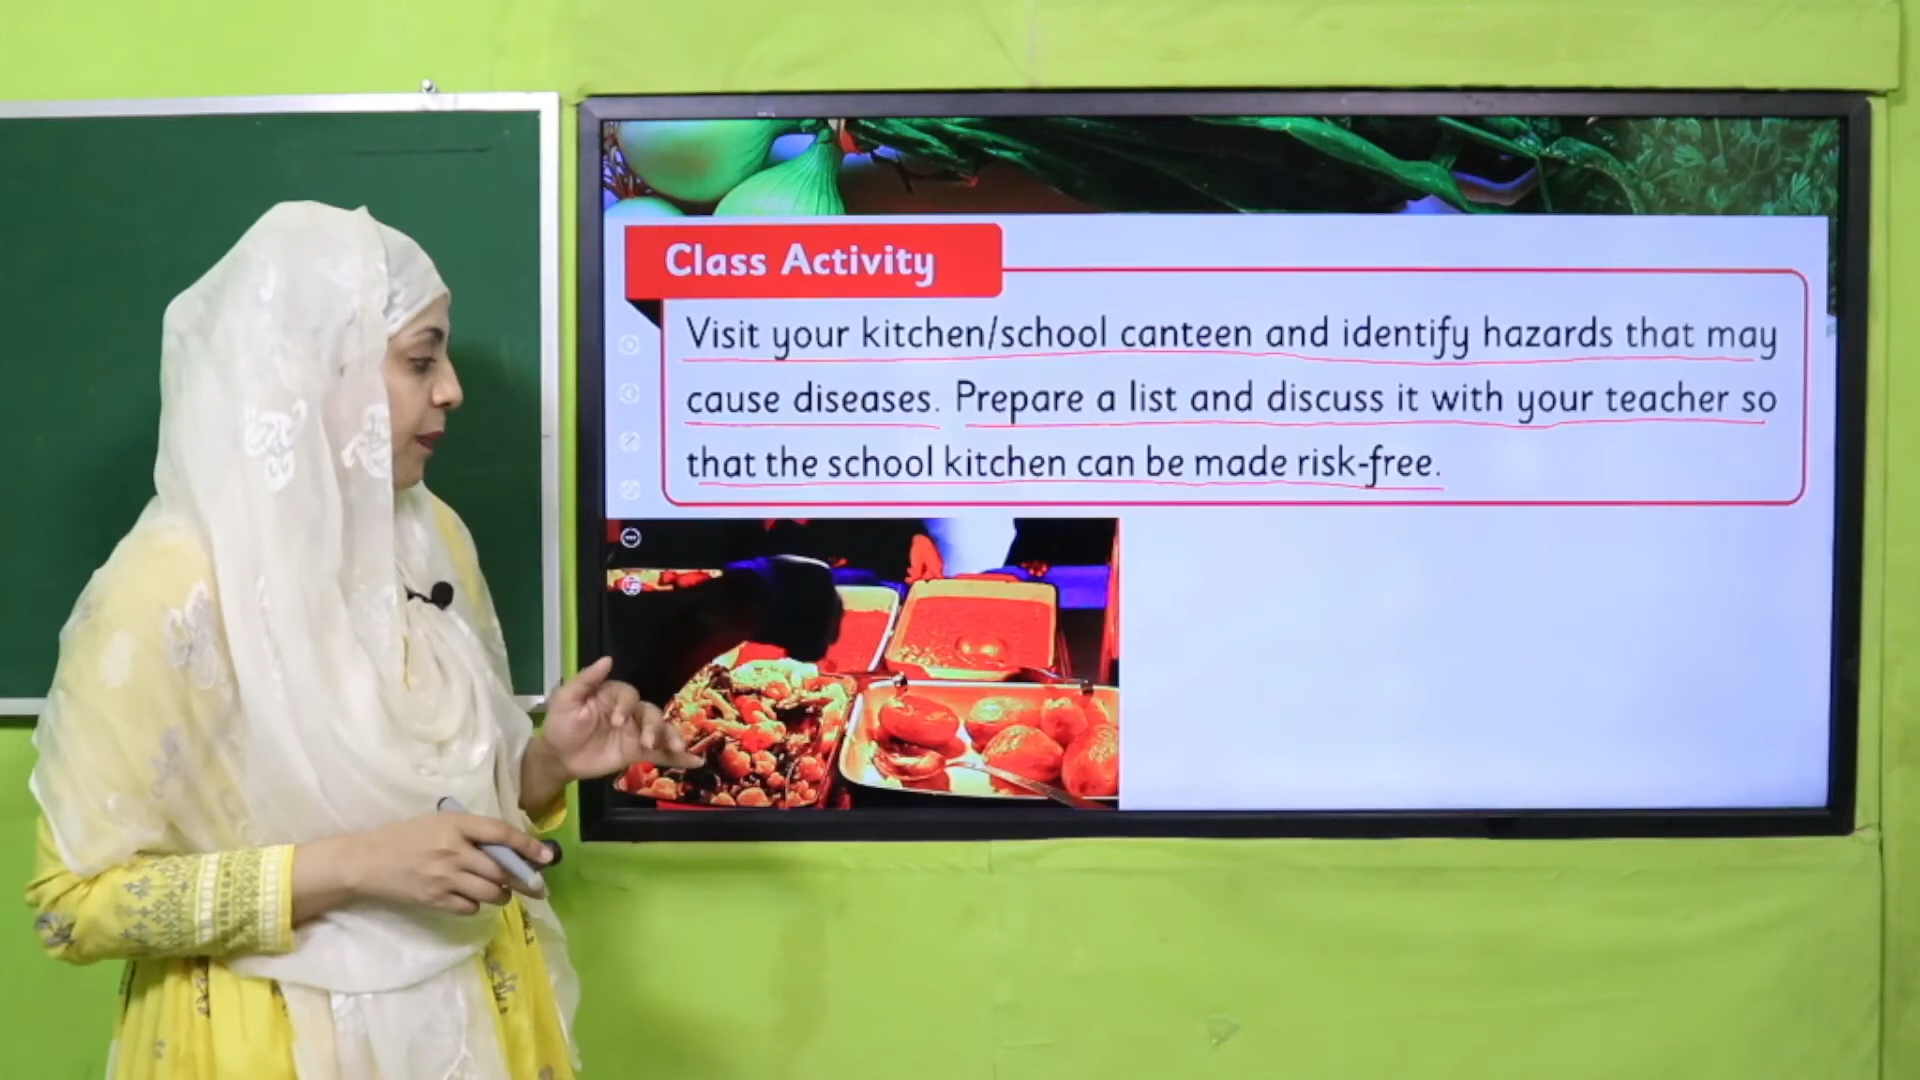 Class Activity
Visit your kitchen/school canteen and identify hazards that may
cause diseases. Prepare a list and discuss it with your teacher so
that the school kitchen can be made risk-free.